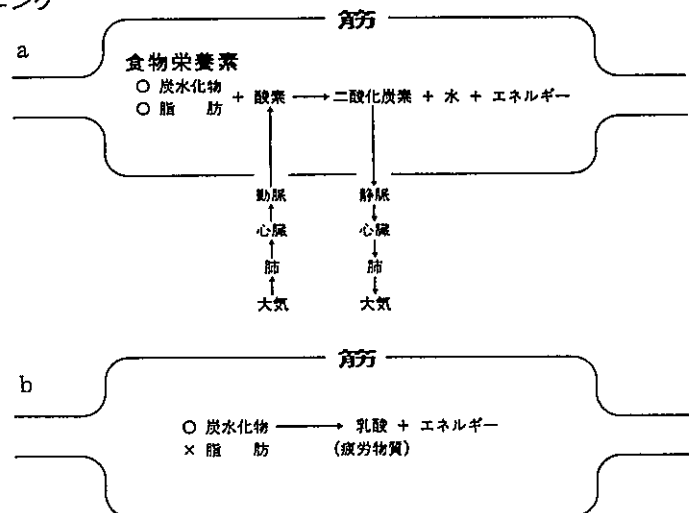 ニング
筋
a
食物栄養素
○ 炭水化物
○ 脂 肪
+ 酸素 → 二酸化炭素 + 水 + エネルギー
動脈 静脈
心臓 心臓
肺 肺
大気 大気
筋
b
○ 炭水化物 → 乳酸 + エネルギー
× 脂 肪 (疲労物質)